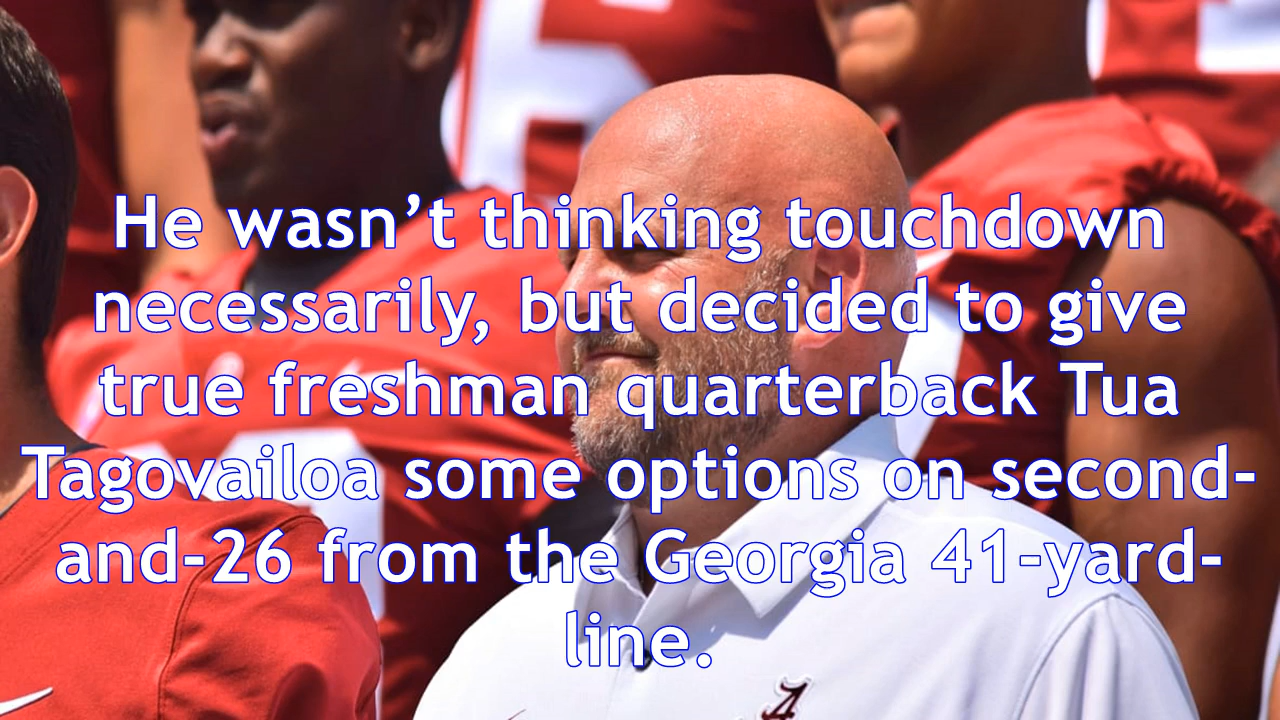 He wasn’t thinking touchdown
necessarily, but decided to give
true freshman quarterback Tua
Tagovailoa some options on second-
and-26 from the Georgia 41-yard-
line.